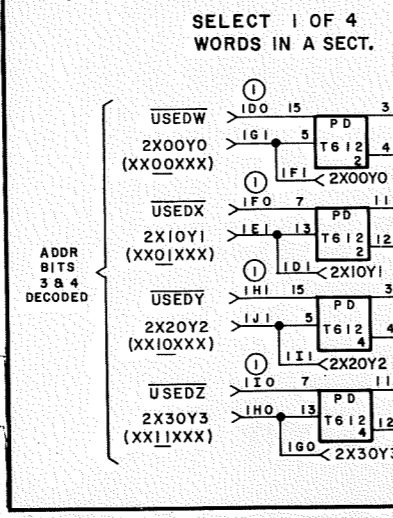 SELECT 1 OF 4
WORDS IN A SECT.
1
1D0 15 3
USEDW
PD
2X00Y0 1G1 5 T612 4
(XX00XXX) 2
1F1 2X00Y0
1
1F0 7 11
USEDX
PD
2X10Y1 1E1 13 T612 12
(XX01XXX) 2
1D1 2X10Y1
ADDR
BITS
3 & 4
DECODED
1
1H1 15 3
USEDY
PD
2X20Y2 1J1 5 T612 4
(XX10XXX) 4
1I1 2X20Y2
1
1I0 7 11
USEDZ
PD
2X30Y3 1H0 13 T612 12
(XX11XXX) 4
1G0 2X30Y3